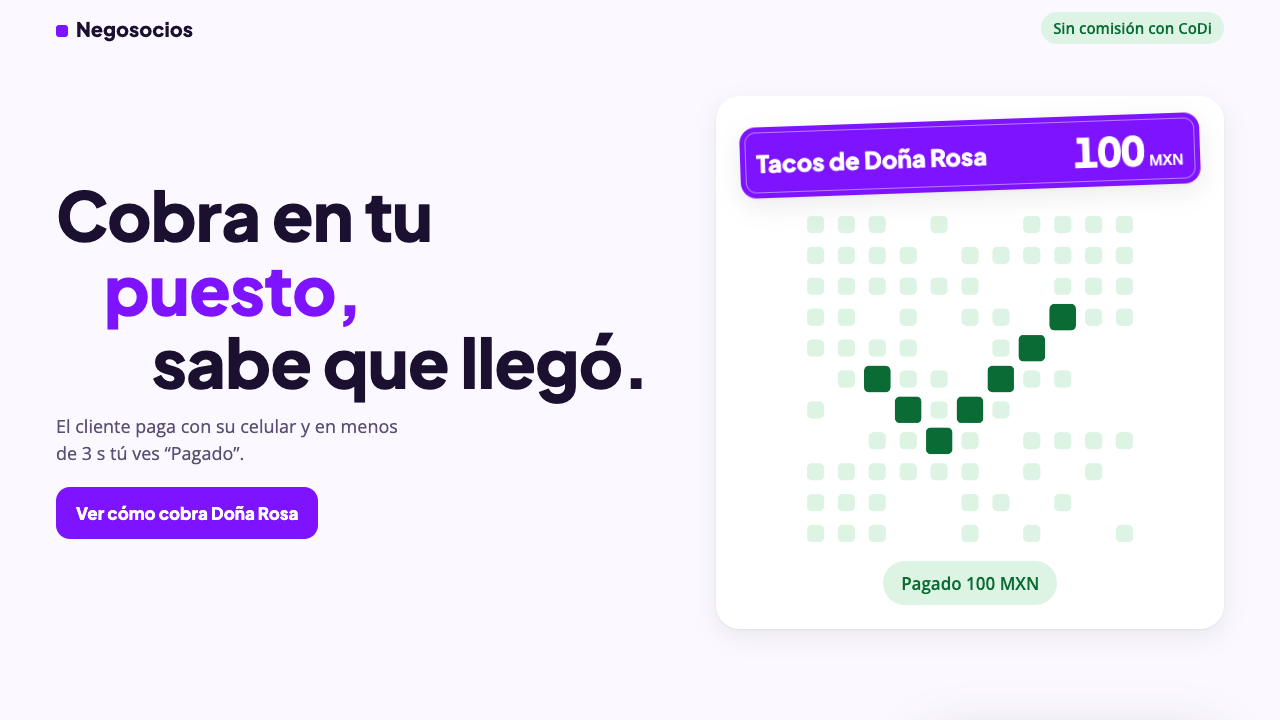 Negosocios
Sin comisión con CoDi
Cobra en tu
puesto,
sabe que llegó.
El cliente paga con su celular y en menos
de 3 s tú ves “Pagado”.
Ver cómo cobra Doña Rosa
Tacos de Doña Rosa
100 MXN
Pagado 100 MXN